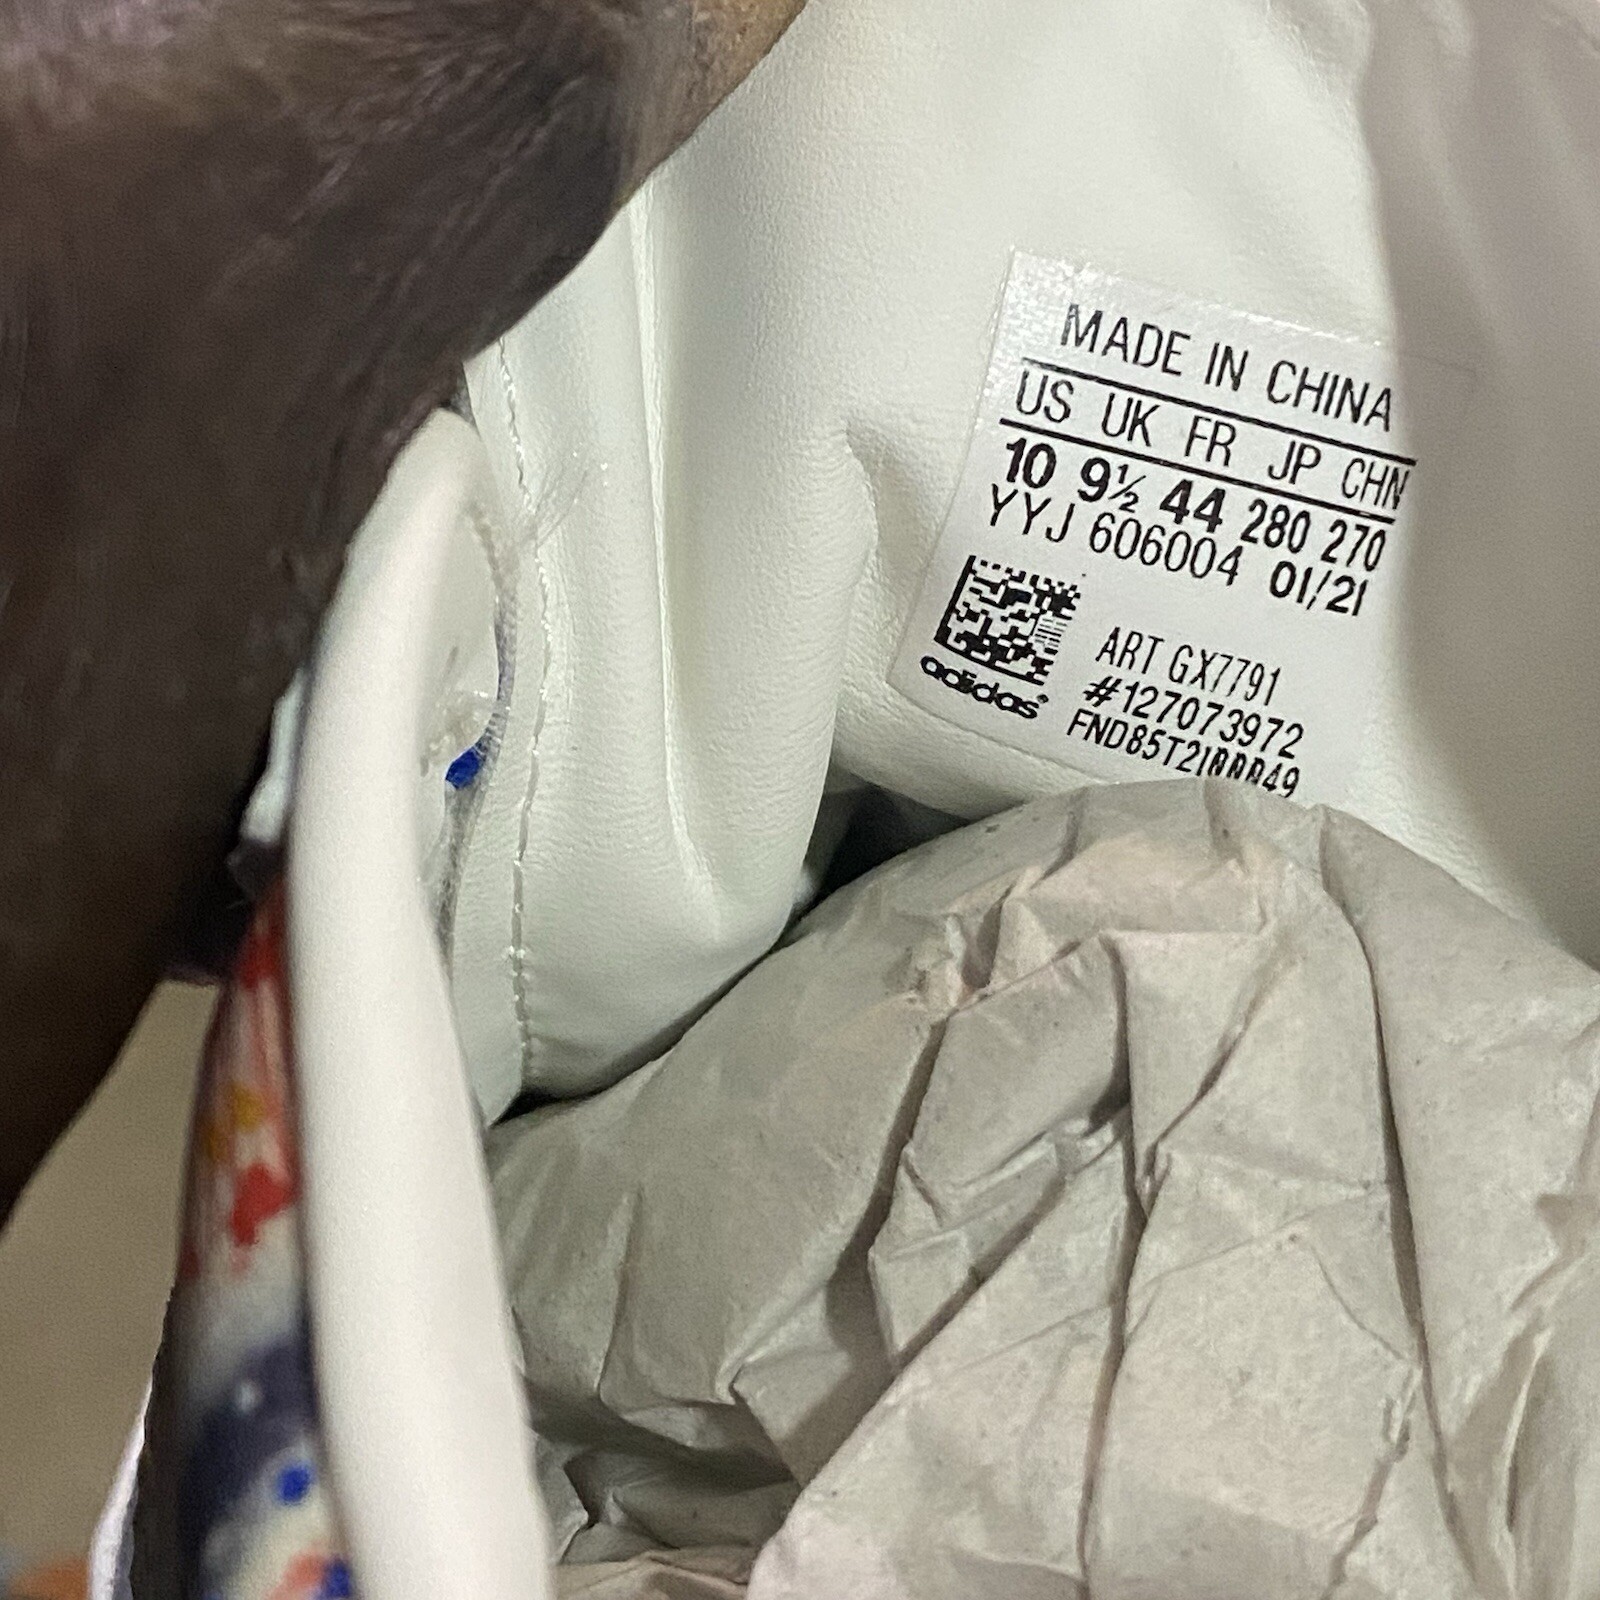 MADE IN CHINA
US UK FR JP CHN
10 9½ 44 280 270
YYJ 606004 01/21
ART GX7791
#127073972
adidas®